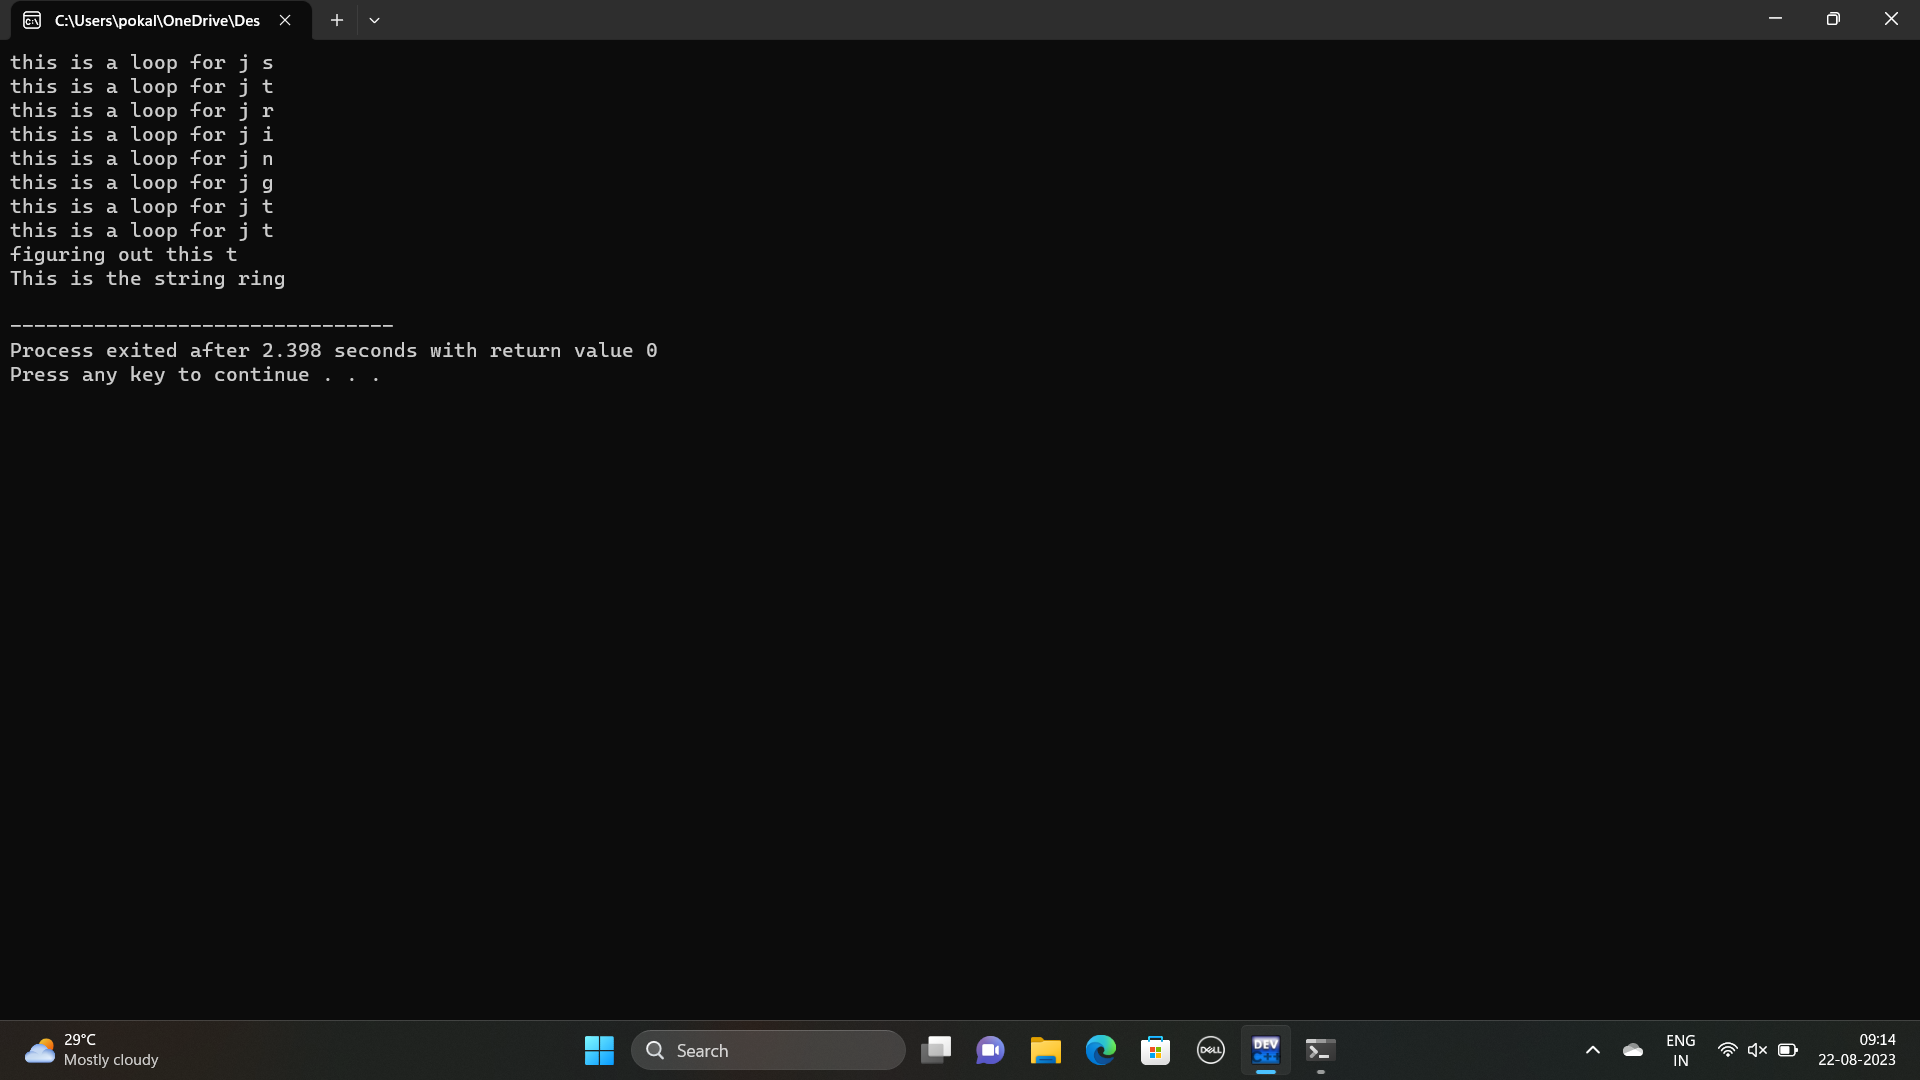 C:\Users\pokal\OneDrive\Des
this is a loop for j s
this is a loop for j t
this is a loop for j r
this is a loop for j i
this is a loop for j n
this is a loop for j g
this is a loop for j t
this is a loop for j t
figuring out this t
This is the string ring
--------------------------------
Process exited after 2.398 seconds with return value 0
Press any key to continue . . .
29°C
Mostly cloudy
Search
DELL
DEV
C++
ENG
IN
09:14
22-08-2023